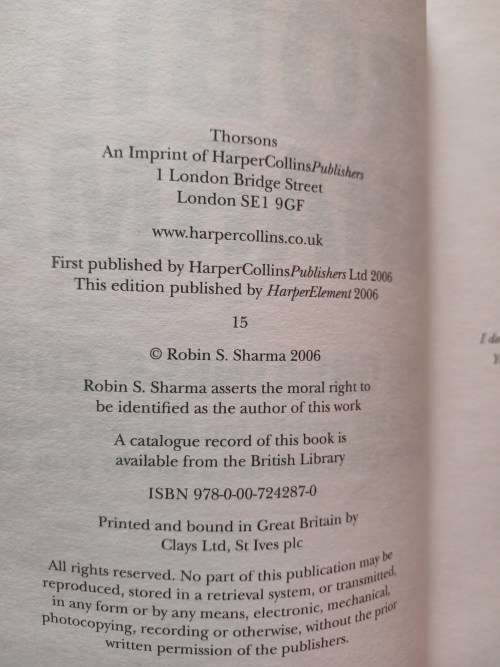 Thorsons
An Imprint of HarperCollinsPublishers
1 London Bridge Street
London SE1 9GF
www.harpercollins.co.uk
First published by HarperCollinsPublishers Ltd 2006
This edition published by HarperElement 2006
15
© Robin S. Sharma 2006
Robin S. Sharma asserts the moral right to
be identified as the author of this work
A catalogue record of this book is
available from the British Library
ISBN 978-0-00-724287-0
Printed and bound in Great Britain by
Clays Ltd, St Ives plc
All rights reserved. No part of this publication may be
reproduced, stored in a retrieval system, or transmitted,
in any form or by any means, electronic, mechanical,
photocopying, recording or otherwise, without the prior
written permission of the publishers.
I